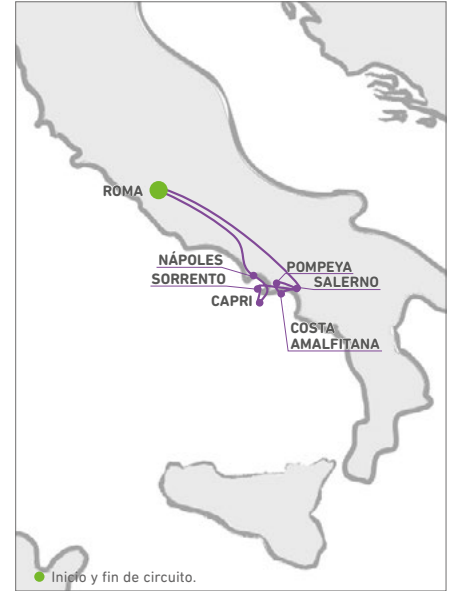 ROMA
NÁPOLES
POMPEYA
SORRENTO
SALERNO
CAPRI
COSTA
AMALFITANA
Inicio y fin de circuito.